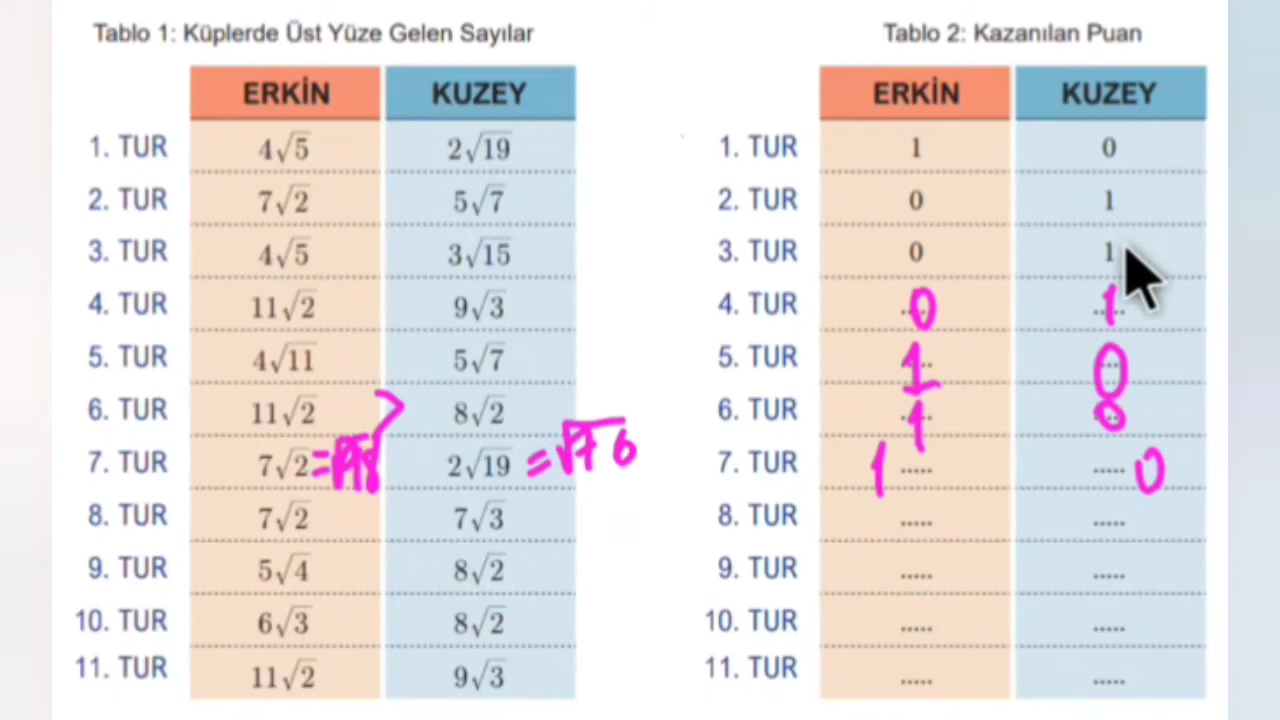 Tablo 1: Küplerde Üst Yüze Gelen Sayılar
ERKİN KUZEY
1. TUR 4√5 2√19
2. TUR 7√2 5√7
3. TUR 4√5 3√15
4. TUR 11√2 9√3
5. TUR 4√11 5√7
6. TUR 11√2 8√2
7. TUR 7√2 =√98 2√19 =√76
8. TUR 7√2 7√3
9. TUR 5√4 8√2
10. TUR 6√3 8√2
11. TUR 11√2 9√3
Tablo 2: Kazanılan Puan
ERKİN KUZEY
1. TUR 1 0
2. TUR 0 1
3. TUR 0 1
4. TUR 0 1
5. TUR 1 0
6. TUR 1 0
7. TUR 1 ..... ..... 0
8. TUR ..... .....
9. TUR ..... .....
10. TUR ..... .....
11. TUR ..... .....